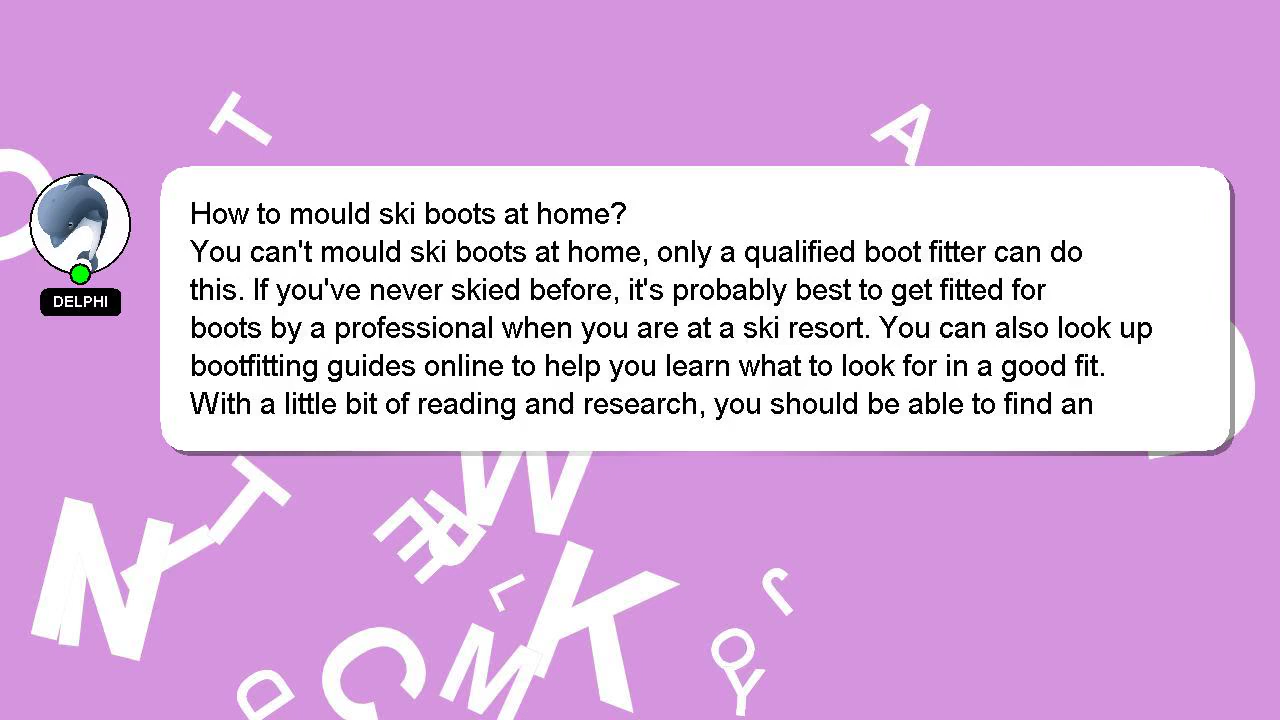 How to mould ski boots at home?
You can't mould ski boots at home, only a qualified boot fitter can do
this. If you've never skied before, it's probably best to get fitted for
boots by a professional when you are at a ski resort. You can also look up
bootfitting guides online to help you learn what to look for in a good fit.
With a little bit of reading and research, you should be able to find an
DELPHI
T
A
W
T
N
Y
E
R
L
K
J
C
M
O
Y
D